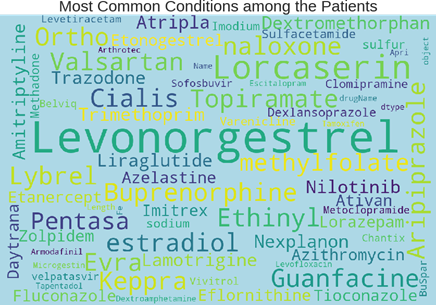 Most Common Conditions among the Patients
Levetiracetam
Atripla
Imodium
Dextromethorphan
Ortho
Etonogestrel
naloxone
Sulfacetamide
sulfur
Apri
object
Amitriptyline
Methadone
Arthrotec
Valsartan
Name
Lorcaserin
Trazodone
Sofosbuvir
Escitalopram
Clomipramine
Belviq
Cialis
Topiramate
drugName
dtype
Trimethoprim
Dexlansoprazole
Levonorgestrel
Liraglutide
methylfolate
Aripiprazole
Lybrel
Azelastine
Nilotinib
Etanercept
Buprenorphine
Ativan
Daytrana
Pentasa
Imitrex
Ethinyl
Metoclopramide
Lorazepam
sodium
Zolpidem
estradiol
Nexplanon
Chantix
Armodafinil
Evra
Lamotrigine
Azithromycin
BuSpar
Microgestin
Levofloxacin
velpatasvir
Keppra
Vivitrol
Guanfacine
Tapentadol
Fluconazole
Dextroamphetamine
Eflornithine
Tioconazole